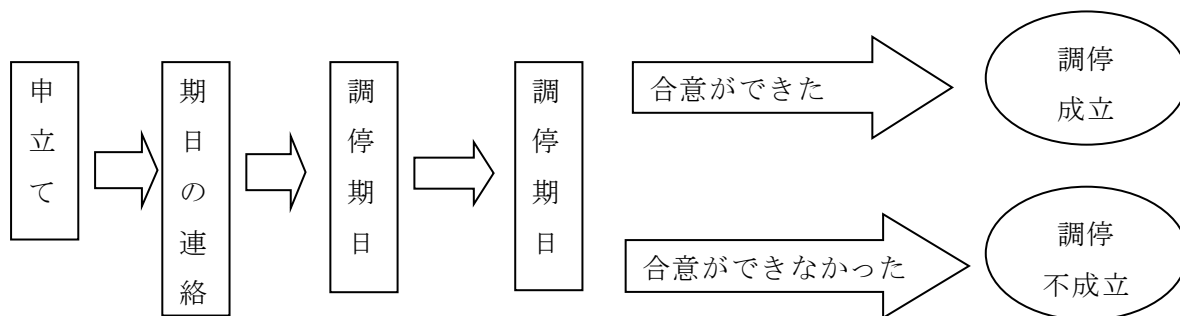 申立て
期日の連絡
調停期日
調停期日
合意ができた
調停
成立
合意ができなかった
調停
不成立